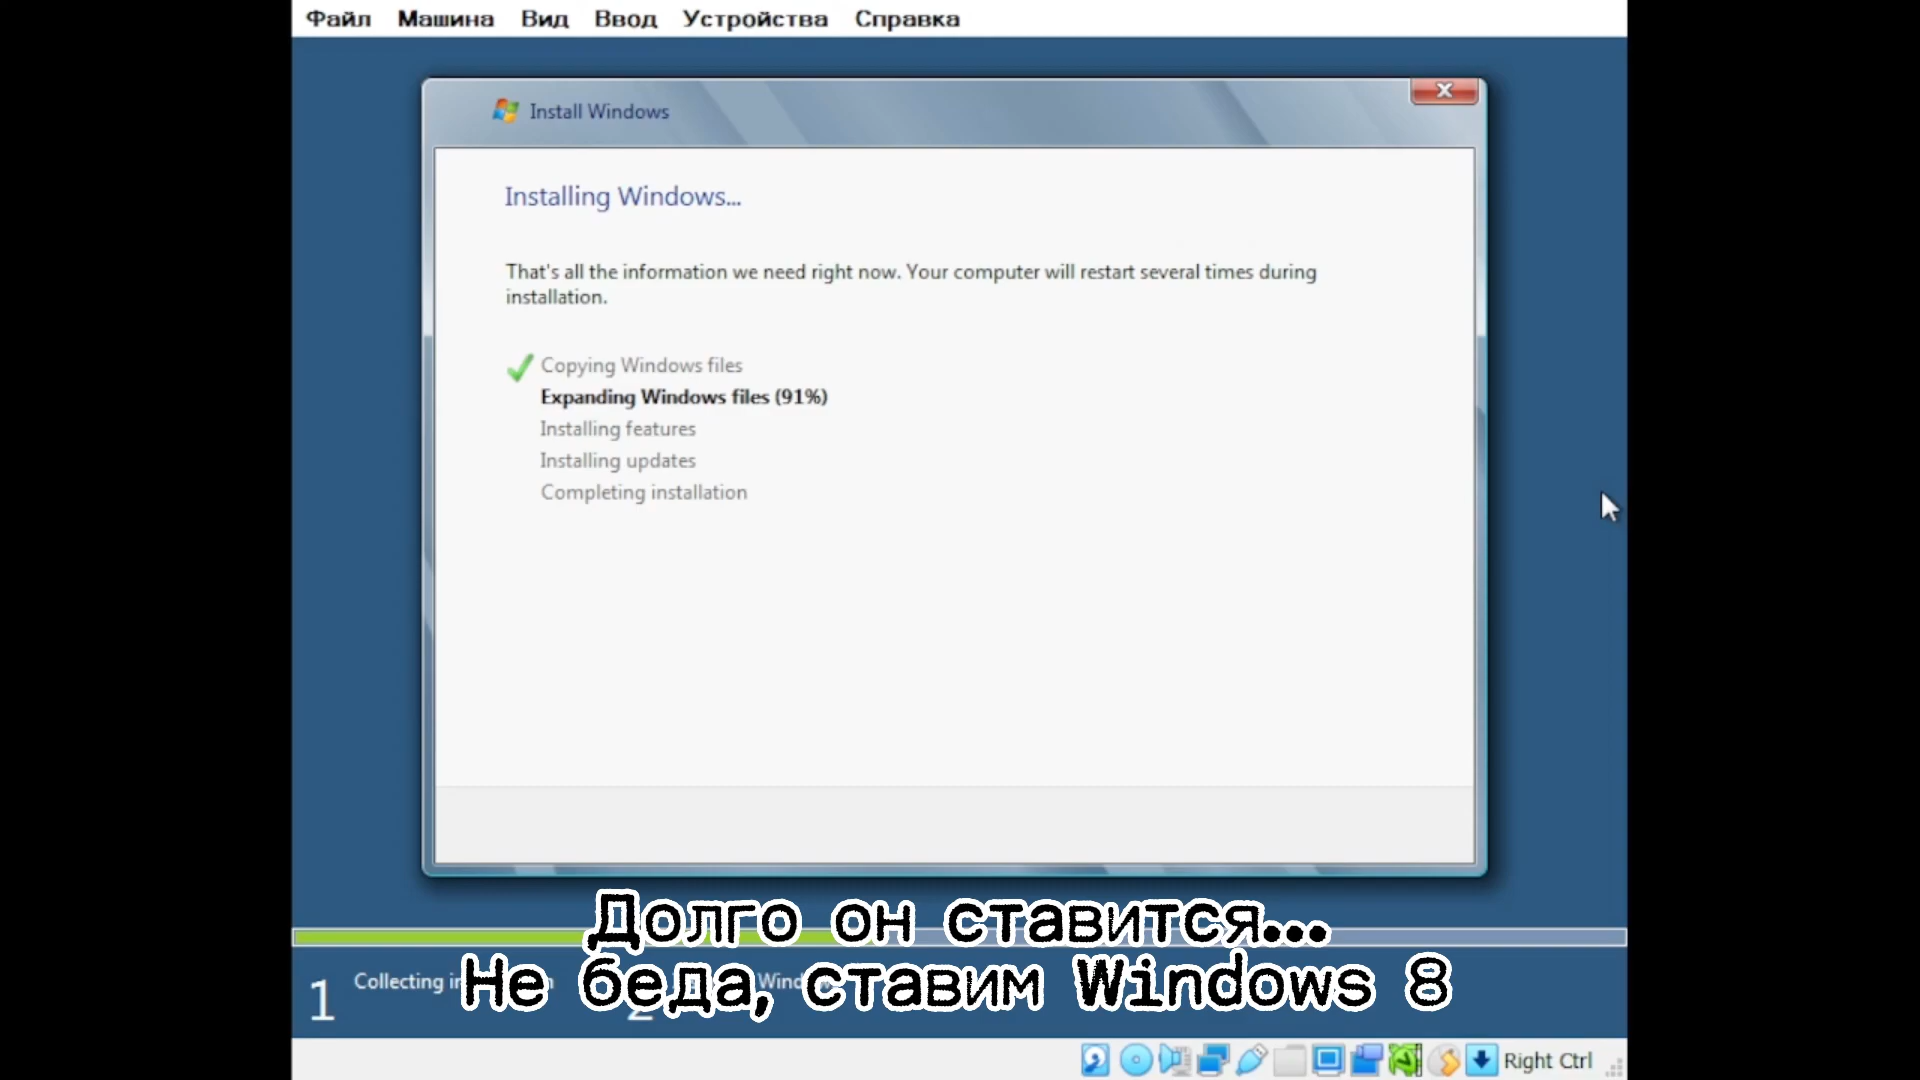 Файл Машина Вид Ввод Устройства Справка
Install Windows
Installing Windows...
That's all the information we need right now. Your computer will restart several times during
installation.
Copying Windows files
Expanding Windows files (91%)
Installing features
Installing updates
Completing installation
Долго он ставится...
1 Collecting
Не беда, ставим Windows 8
2
Right Ctrl